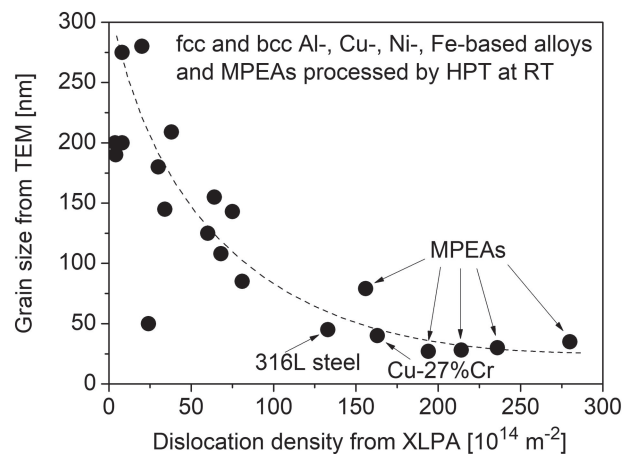 fcc and bcc Al-, Cu-, Ni-, Fe-based alloys
and MPEAs processed by HPT at RT
Grain size from TEM [nm]
300
250
200
150
100
50
0
MPEAs
316L steel
Cu-27%Cr
0 50 100 150 200 250 300
Dislocation density from XLPA [10¹⁴ m⁻²]